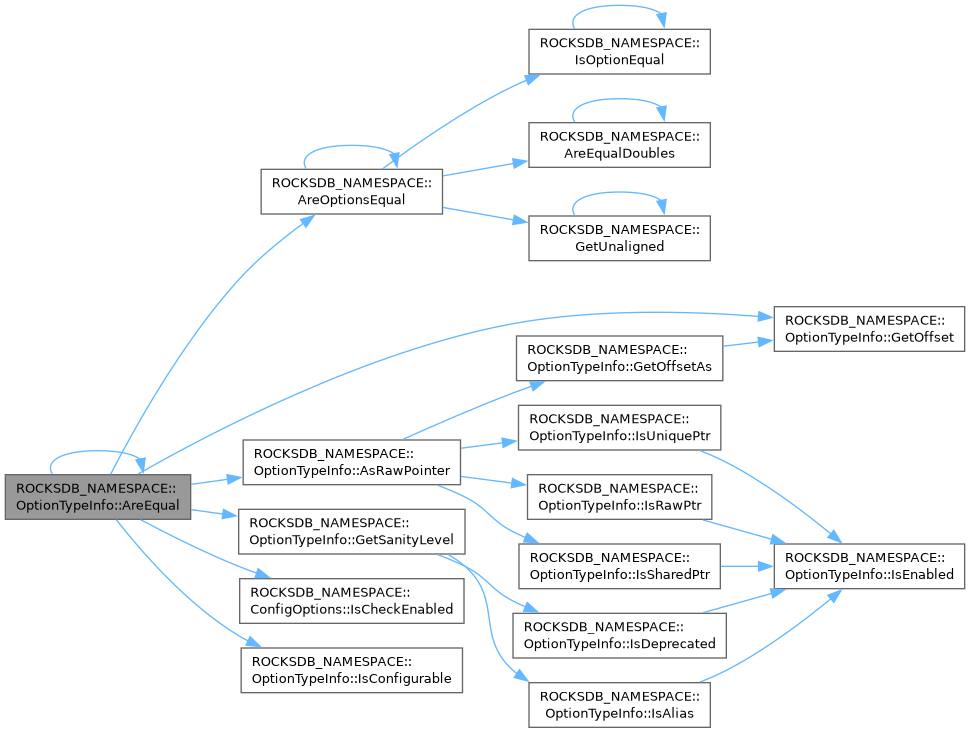 ROCKSDB_NAMESPACE::
IsOptionEqual
ROCKSDB_NAMESPACE::
AreEqualDoubles
ROCKSDB_NAMESPACE::
AreOptionsEqual
ROCKSDB_NAMESPACE::
GetUnaligned
ROCKSDB_NAMESPACE::
OptionTypeInfo::GetOffset
ROCKSDB_NAMESPACE::
OptionTypeInfo::GetOffsetAs
ROCKSDB_NAMESPACE::
OptionTypeInfo::IsUniquePtr
ROCKSDB_NAMESPACE::
OptionTypeInfo::AsRawPointer
ROCKSDB_NAMESPACE::
OptionTypeInfo::AreEqual
ROCKSDB_NAMESPACE::
OptionTypeInfo::IsRawPtr
ROCKSDB_NAMESPACE::
OptionTypeInfo::GetSanityLevel
ROCKSDB_NAMESPACE::
OptionTypeInfo::IsSharedPtr
ROCKSDB_NAMESPACE::
OptionTypeInfo::IsEnabled
ROCKSDB_NAMESPACE::
ConfigOptions::IsCheckEnabled
ROCKSDB_NAMESPACE::
OptionTypeInfo::IsDeprecated
ROCKSDB_NAMESPACE::
OptionTypeInfo::IsConfigurable
ROCKSDB_NAMESPACE::
OptionTypeInfo::IsAlias